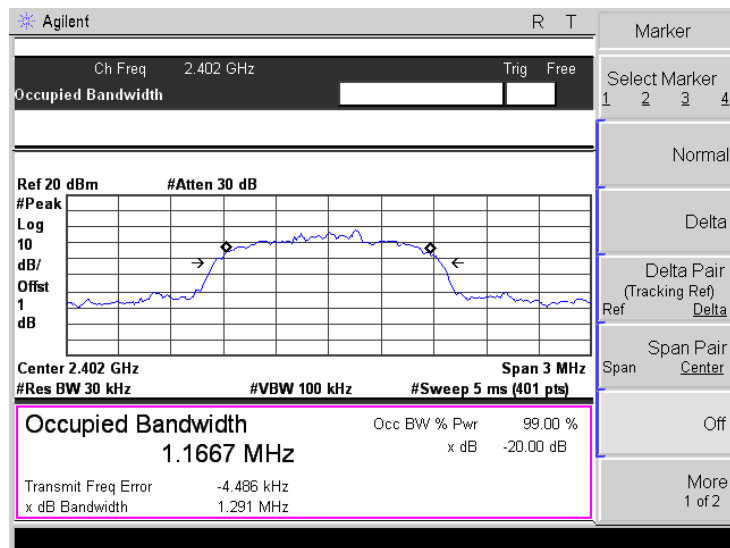 Agilent R T
Ch Freq 2.402 GHz Trig Free
Occupied Bandwidth
Ref 20 dBm #Atten 30 dB
#Peak
Log
10
dB/
Offst
1
dB
Center 2.402 GHz Span 3 MHz
#Res BW 30 kHz #VBW 100 kHz #Sweep 5 ms (401 pts)
Occupied Bandwidth Occ BW % Pwr 99.00 %
1.1667 MHz x dB -20.00 dB
Transmit Freq Error -4.486 kHz
x dB Bandwidth 1.291 MHz
Marker
Select Marker
1 2 3 4
Normal
Delta
Delta Pair
(Tracking Ref)
Ref Delta
Span Pair
Span Center
Off
More
1 of 2